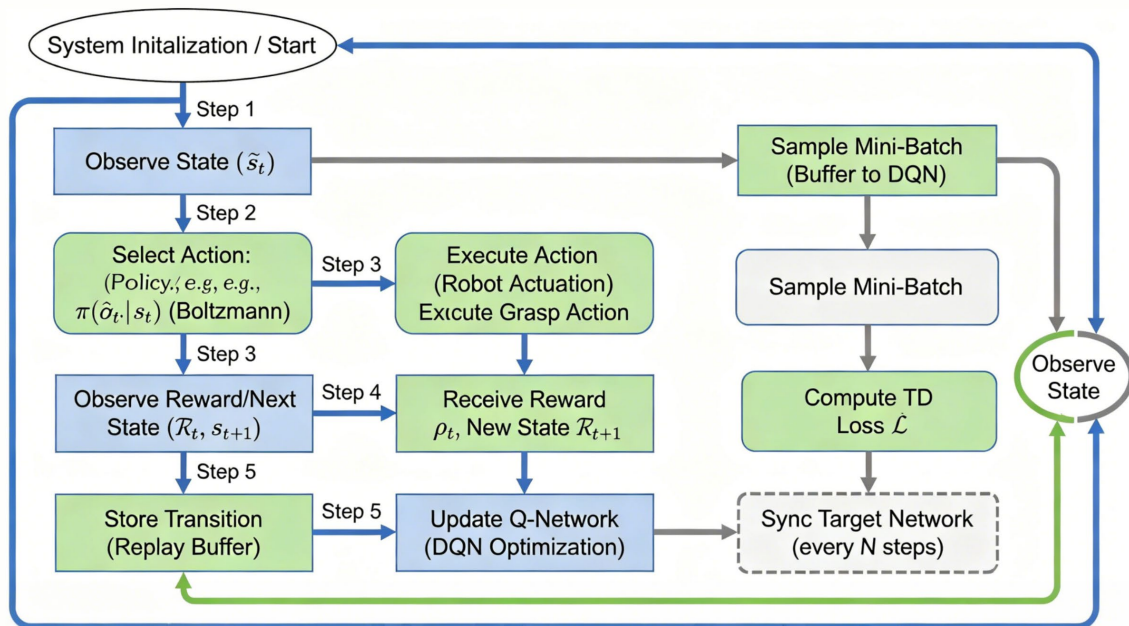 System Initalization / Start
Step 1
Observe State (s̃ₜ)
Sample Mini-Batch
(Buffer to DQN)
Step 2
Select Action:
(Policy.; e.g, e.g.,
π(α̂ₜ.|sₜ) (Boltzmann)
Step 3
Execute Action
(Robot Actuation)
Exιcute Grasp Action
Sample Mini-Batch
Step 3
Observe
State
Observe Reward/Next
State (ℛₜ, sₜ₊₁)
Step 4
Receive Reward
ρₜ, New State ℛₜ₊₁
Compute TD
Loss ℒ̇
Step 5
Store Transition
(Replay Buffer)
Step 5
Update Q-Network
(DQN Optimization)
Sync Target Network
(every N steps)